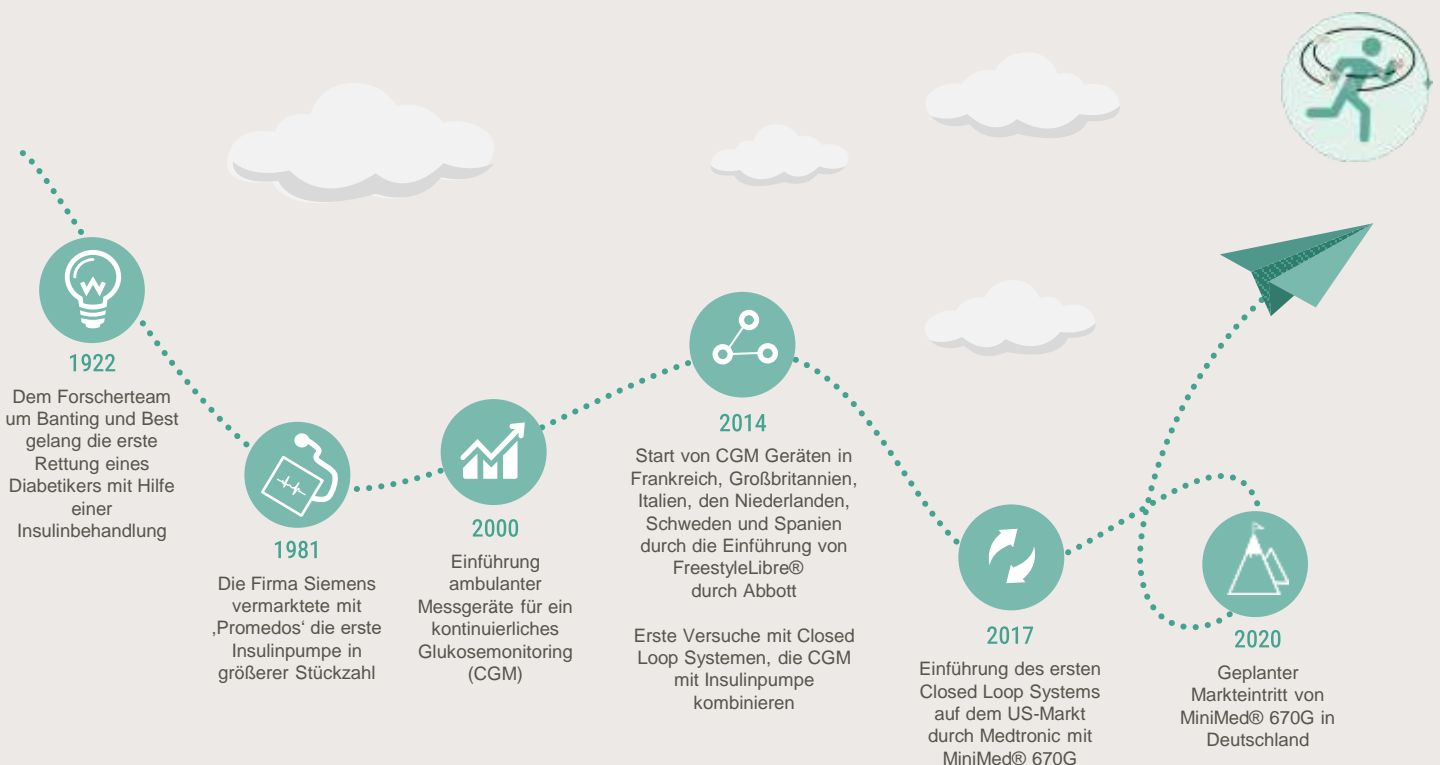 1922
Dem Forscherteam
um Banting und Best
gelang die erste
Rettung eines
Diabetikers mit Hilfe
einer
Insulinbehandlung
1981
Die Firma Siemens
vermarktete mit
‚Promedos‘ die erste
Insulinpumpe in
größerer Stückzahl
2000
Einführung
ambulanter
Messgeräte für ein
kontinuierliches
Glukosemonitoring
(CGM)
2014
Start von CGM Geräten in
Frankreich, Großbritannien,
Italien, den Niederlanden,
Schweden und Spanien
durch die Einführung von
FreestyleLibre®
durch Abbott
Erste Versuche mit Closed
Loop Systemen, die CGM
mit Insulinpumpe
kombinieren
2017
Einführung des ersten
Closed Loop Systems
auf dem US-Markt
durch Medtronic mit
MiniMed® 670G
2020
Geplanter
Markteintritt von
MiniMed® 670G in
Deutschland